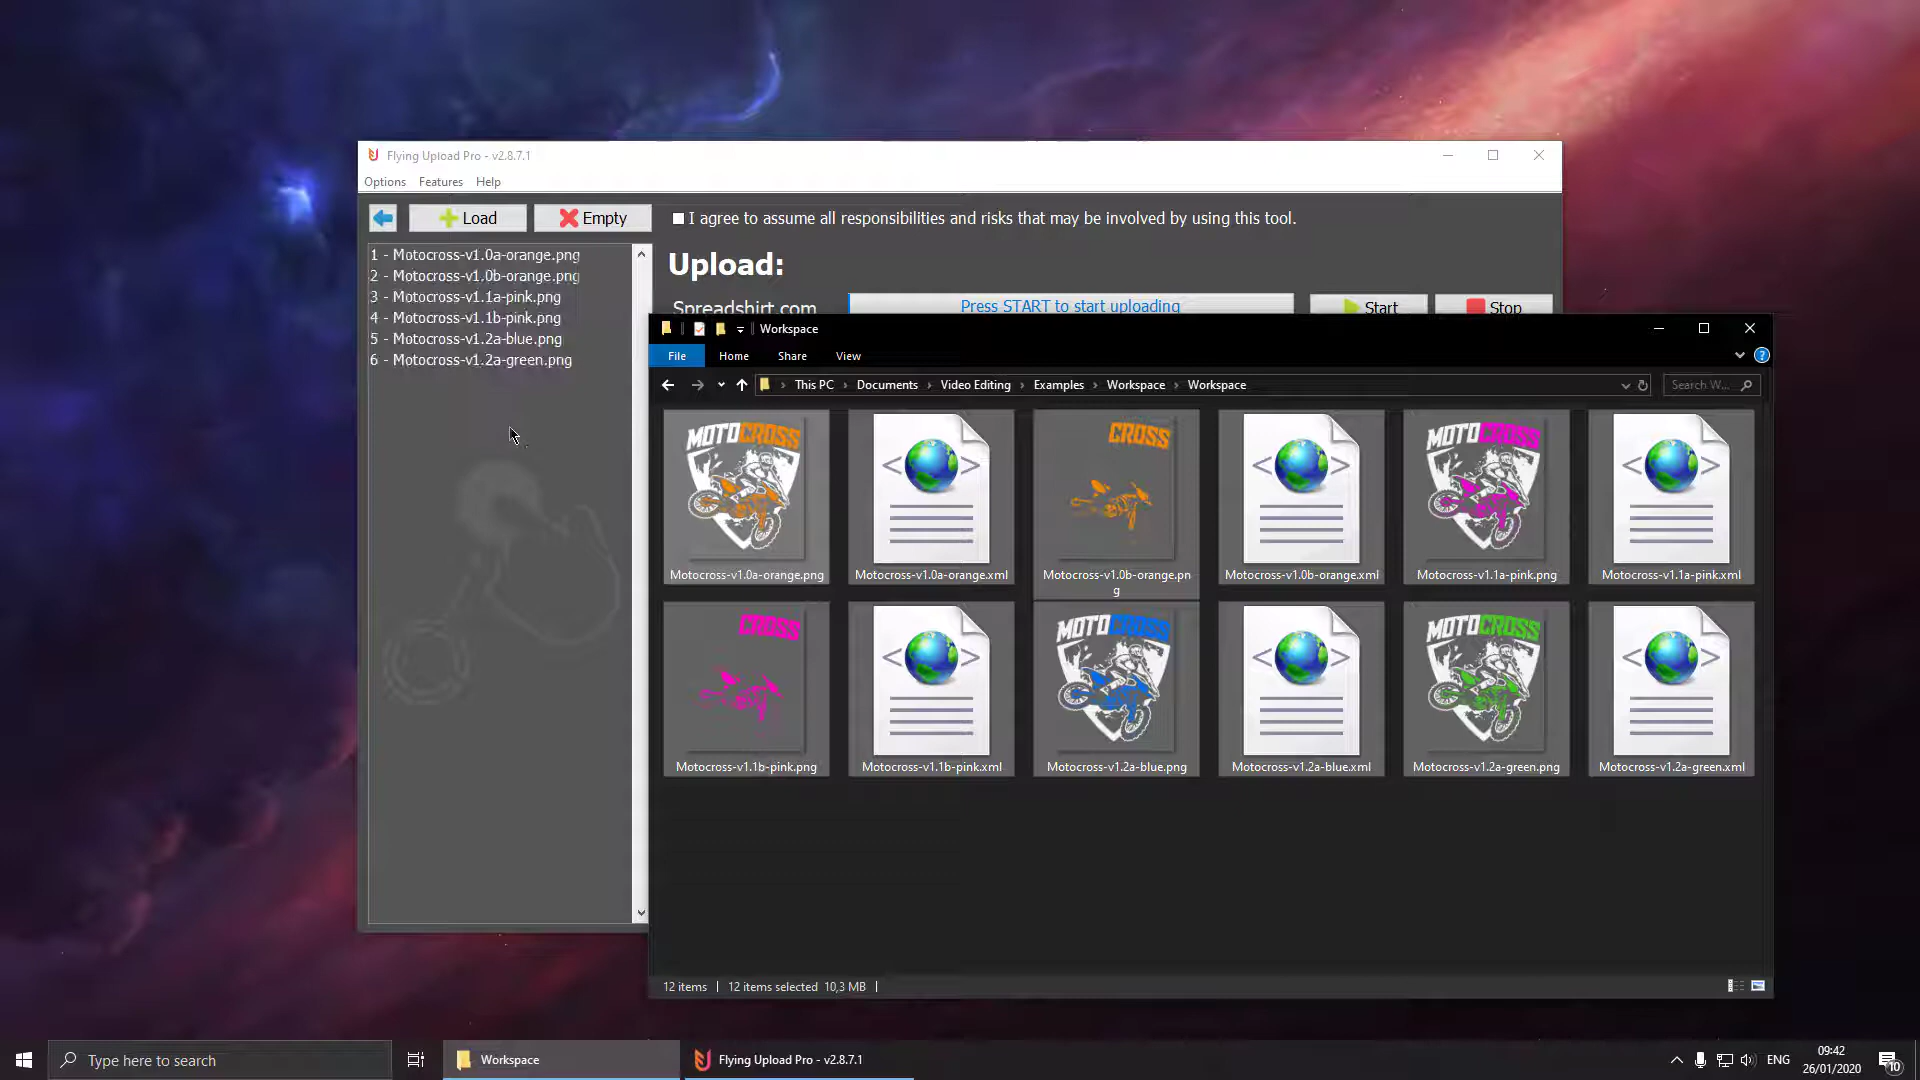 Flying Upload Pro - v2.8.7.1
Options Features Help
Load Empty I agree to assume all responsibilities and risks that may be involved by using this tool.
1 - Motocross-v1.0a-orange.png
2 - Motocross-v1.0b-orange.png
3 - Motocross-v1.1a-pink.png
4 - Motocross-v1.1b-pink.png
5 - Motocross-v1.2a-blue.png
6 - Motocross-v1.2a-green.png
Upload:
Spreadshirt.com Press START to start uploading Start Stop
Workspace
File Home Share View
This PC Documents Video Editing Examples Workspace Workspace Search W...
MOTOCROSS CROSS MOTOCROSS
Motocross-v1.0a-orange.png Motocross-v1.0a-orange.xml Motocross-v1.0b-orange.pn
g Motocross-v1.0b-orange.xml Motocross-v1.1a-pink.png Motocross-v1.1a-pink.xml
CROSS MOTOCROSS MOTOCROSS
Motocross-v1.1b-pink.png Motocross-v1.1b-pink.xml Motocross-v1.2a-blue.png Motocross-v1.2a-blue.xml Motocross-v1.2a-green.png Motocross-v1.2a-green.xml
12 items 12 items selected 10,3 MB
Type here to search Workspace Flying Upload Pro - v2.8.7.1 ENG
09:42
26/01/2020
10